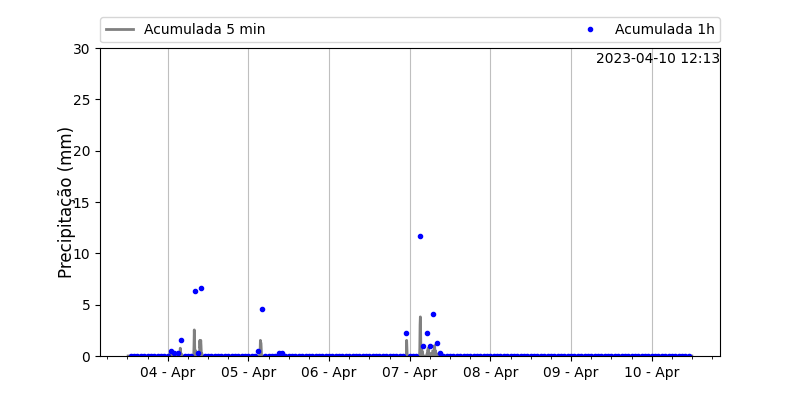 Acumulada 5 min
Acumulada 1h
2023-04-10 12:13
Precipitação (mm)
30
25
20
15
10
5
0
04 - Apr
05 - Apr
06 - Apr
07 - Apr
08 - Apr
09 - Apr
10 - Apr